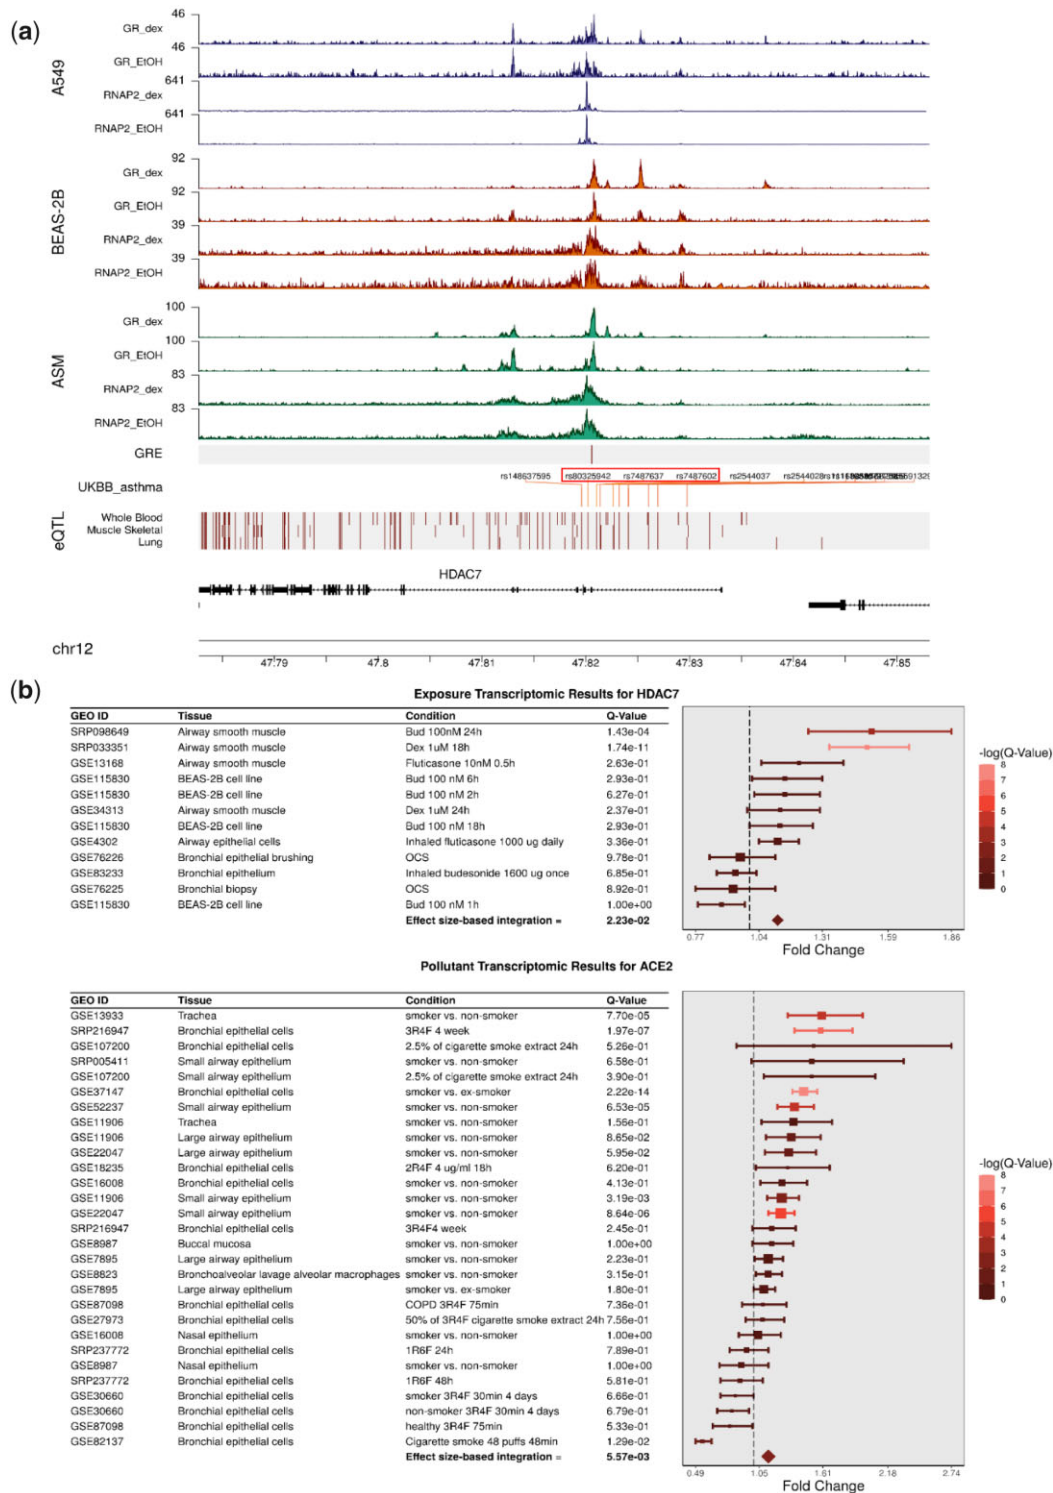 (a)
A549
46
GR_dex
46
GR_EtOH
641
RNAP2_dex
641
RNAP2_EtOH
BEAS-2B
92
GR_dex
92
GR_EtOH
39
RNAP2_dex
39
RNAP2_EtOH
ASM
100
GR_dex
100
GR_EtOH
83
RNAP2_dex
83
RNAP2_EtOH
GRE
rs148637595 rs80325942 rs7487637 rs7487602 rs2544037 rs2544028
UKBB_asthma
eQTL
Whole Blood
Muscle Skeletal
Lung
HDAC7
chr12
47.79 47.8 47.81 47.82 47.83 47.84 47.85
(b)
Exposure Transcriptomic Results for HDAC7
GEO ID Tissue Condition Q-Value
SRP098649 Airway smooth muscle Bud 100nM 24h 1.43e-04
SRP033351 Airway smooth muscle Dex 1uM 18h 1.74e-11
GSE13168 Airway smooth muscle Fluticasone 10nM 0.5h 2.63e-01
GSE115830 BEAS-2B cell line Bud 100 nM 6h 2.93e-01
GSE115830 BEAS-2B cell line Bud 100 nM 2h 6.27e-01
GSE34313 Airway smooth muscle Dex 1uM 24h 2.37e-01
GSE115830 BEAS-2B cell line Bud 100 nM 18h 2.93e-01
GSE4302 Airway epithelial cells Inhaled fluticasone 1000 ug daily 3.36e-01
GSE76226 Bronchial epithelial brushing OCS 9.78e-01
GSE83233 Bronchial epithelium Inhaled budesonide 1600 ug once 6.85e-01
GSE76225 Bronchial biopsy OCS 8.92e-01
GSE115830 BEAS-2B cell line Bud 100 nM 1h 1.00e+00
Effect size-based integration = 2.23e-02
0.77 1.04 1.31 1.59 1.86
Fold Change
-log(Q-Value)
8
7
6
5
4
3
2
1
0
Pollutant Transcriptomic Results for ACE2
GEO ID Tissue Condition Q-Value
GSE13933 Trachea smoker vs. non-smoker 7.70e-05
SRP216947 Bronchial epithelial cells 3R4F 4 week 1.97e-07
GSE107200 Bronchial epithelial cells 2.5% of cigarette smoke extract 24h 5.26e-01
SRP005411 Small airway epithelium smoker vs. non-smoker 6.58e-01
GSE107200 Small airway epithelium 2.5% of cigarette smoke extract 24h 3.90e-01
GSE37147 Bronchial epithelial cells smoker vs. ex-smoker 2.22e-14
GSE52237 Small airway epithelium smoker vs. non-smoker 6.53e-05
GSE11906 Trachea smoker vs. non-smoker 1.56e-01
GSE11906 Large airway epithelium smoker vs. non-smoker 8.65e-02
GSE22047 Large airway epithelium smoker vs. non-smoker 5.95e-02
GSE18235 Bronchial epithelial cells 2R4F 4 ug/ml 18h 6.20e-01
GSE16008 Bronchial epithelial cells smoker vs. non-smoker 4.13e-01
GSE11906 Small airway epithelium smoker vs. non-smoker 3.19e-03
GSE22047 Small airway epithelium smoker vs. non-smoker 8.64e-06
SRP216947 Bronchial epithelial cells 3R4F4 week 2.45e-01
GSE8987 Buccal mucosa smoker vs. non-smoker 1.00e+00
GSE7895 Large airway epithelium smoker vs. non-smoker 2.23e-01
GSE8823 Bronchoalveolar lavage alveolar macrophages smoker vs. non-smoker 3.15e-01
GSE7895 Large airway epithelium smoker vs. ex-smoker 1.80e-01
GSE87098 Bronchial epithelial cells COPD 3R4F 75min 7.36e-01
GSE27973 Bronchial epithelial cells 50% of 3R4F cigarette smoke extract 24h 7.56e-01
GSE16008 Nasal epithelium smoker vs. non-smoker 1.00e+00
SRP237772 Bronchial epithelial cells 1R6F 24h 7.89e-01
GSE8987 Nasal epithelium smoker vs. non-smoker 1.00e+00
SRP237772 Bronchial epithelial cells 1R6F 48h 5.81e-01
GSE30660 Bronchial epithelial cells smoker 3R4F 30min 4 days 6.66e-01
GSE30660 Bronchial epithelial cells non-smoker 3R4F 30min 4 days 6.79e-01
GSE87098 Bronchial epithelial cells healthy 3R4F 75min 5.33e-01
GSE82137 Bronchial epithelial cells Cigarette smoke 48 puffs 48min 1.29e-02
Effect size-based integration = 5.57e-03
0.49 1.05 1.61 2.18 2.74
Fold Change
-log(Q-Value)
8
7
6
5
4
3
2
1
0